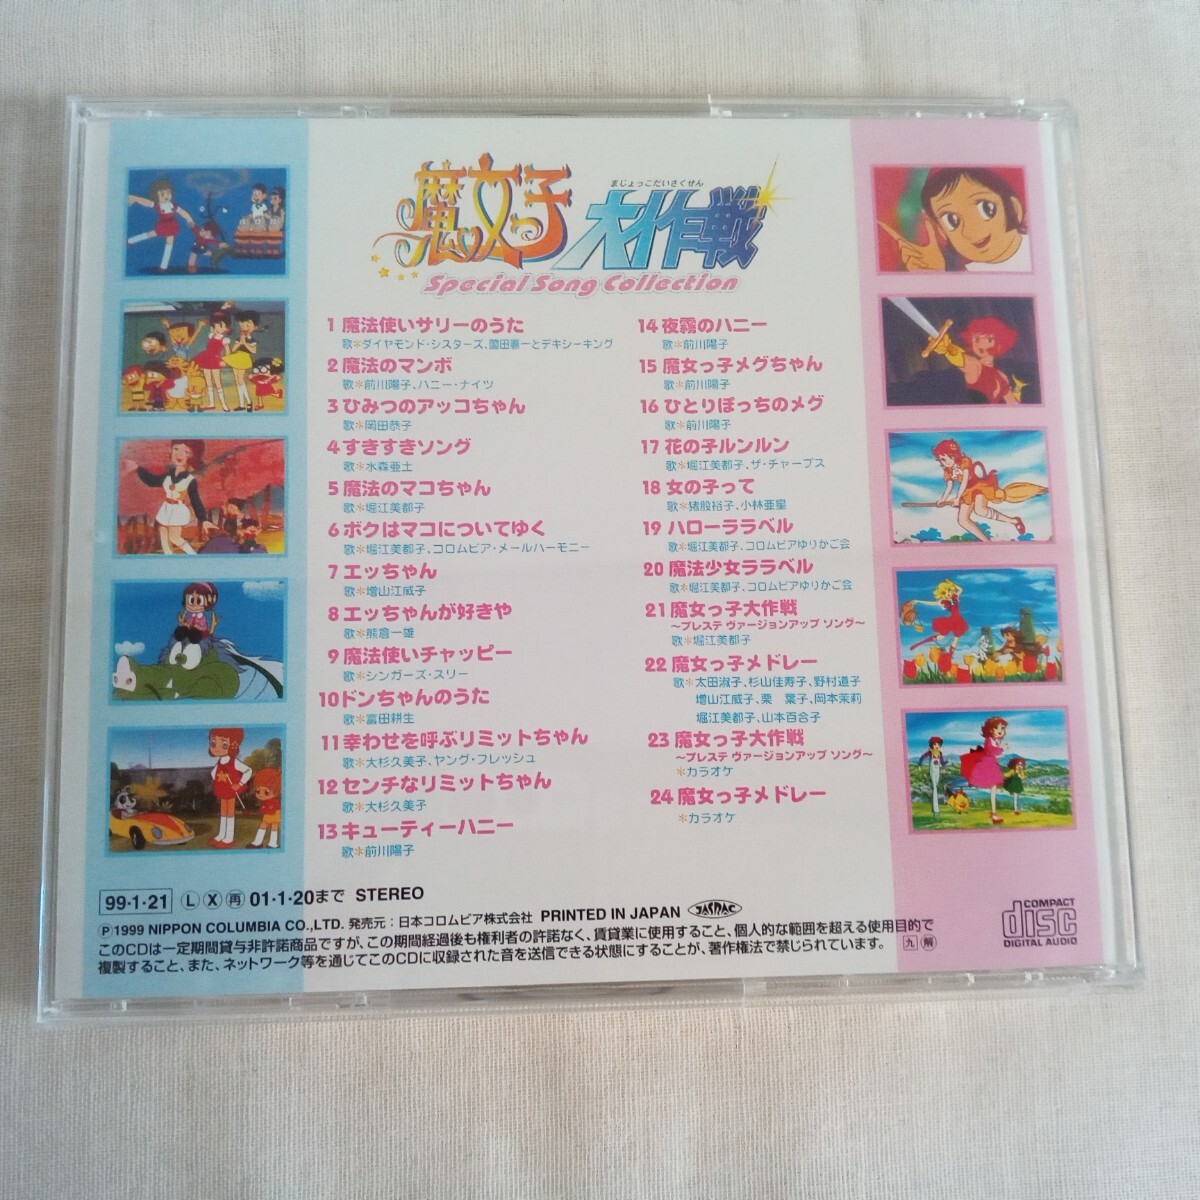 まじょっこだいさくせん
魔女っ子大作戦
Special Song Collection
1 魔法使いサリーのうた
歌＊ダイヤモンド・シスターズ、薗田憲一とデキシーキング
2 魔法のマンボ
歌＊前川陽子、ハニー・ナイツ
3 ひみつのアッコちゃん
歌＊岡田恭子
4 すきすきソング
歌＊水森亜土
5 魔法のマコちゃん
歌＊堀江美都子
6 ボクはマコについてゆく
歌＊堀江美都子、コロムビア・メールハーモニー
7 エッちゃん
歌＊増山江威子
8 エッちゃんが好きや
歌＊熊倉一雄
9 魔法使いチャッピー
歌＊シンガーズ・スリー
10 ドンちゃんのうた
歌＊富田耕生
11 幸わせを呼ぶリミットちゃん
歌＊大杉久美子、ヤング・フレッシュ
12 センチなリミットちゃん
歌＊大杉久美子
13 キューティーハニー
歌＊前川陽子
14 夜霧のハニー
歌＊前川陽子
15 魔女っ子メグちゃん
歌＊前川陽子
16 ひとりぼっちのメグ
歌＊前川陽子
17 花の子ルンルン
歌＊堀江美都子、ザ・チャープス
18 女の子って
歌＊猪股裕子、小林亜星
19 ハローララベル
歌＊堀江美都子、コロムビアゆりかご会
20 魔法少女ララベル
歌＊堀江美都子、コロムビアゆりかご会
21 魔女っ子大作戦
〜プレステ ヴァージョンアップ ソング〜
歌＊堀江美都子
22 魔女っ子メドレー
歌＊太田淑子、杉山佳寿子、野村道子
増山江威子、栗 葉子、岡本茉莉
堀江美都子、山本百合子
23 魔女っ子大作戦
〜プレステ ヴァージョンアップ ソング〜
＊カラオケ
24 魔女っ子メドレー
＊カラオケ
99・1・21 Ⓛ Ⓧ 再 01・1・20まで STEREO
Ⓟ1999 NIPPON COLUMBIA CO.,LTD. 発売元：日本コロムビア株式会社 PRINTED IN JAPAN JASRAC
このCDは一定期間貸与非許諾商品ですが、この期間経過後も権利者の許諾なく、賃貸業に使用すること、個人的な範囲を超える使用目的で
複製すること、また、ネットワーク等を通じてこのCDに収録された音を送信できる状態にすることが、著作権法で禁じられています。 九 解
COMPACT
disc
DIGITAL AUDIO